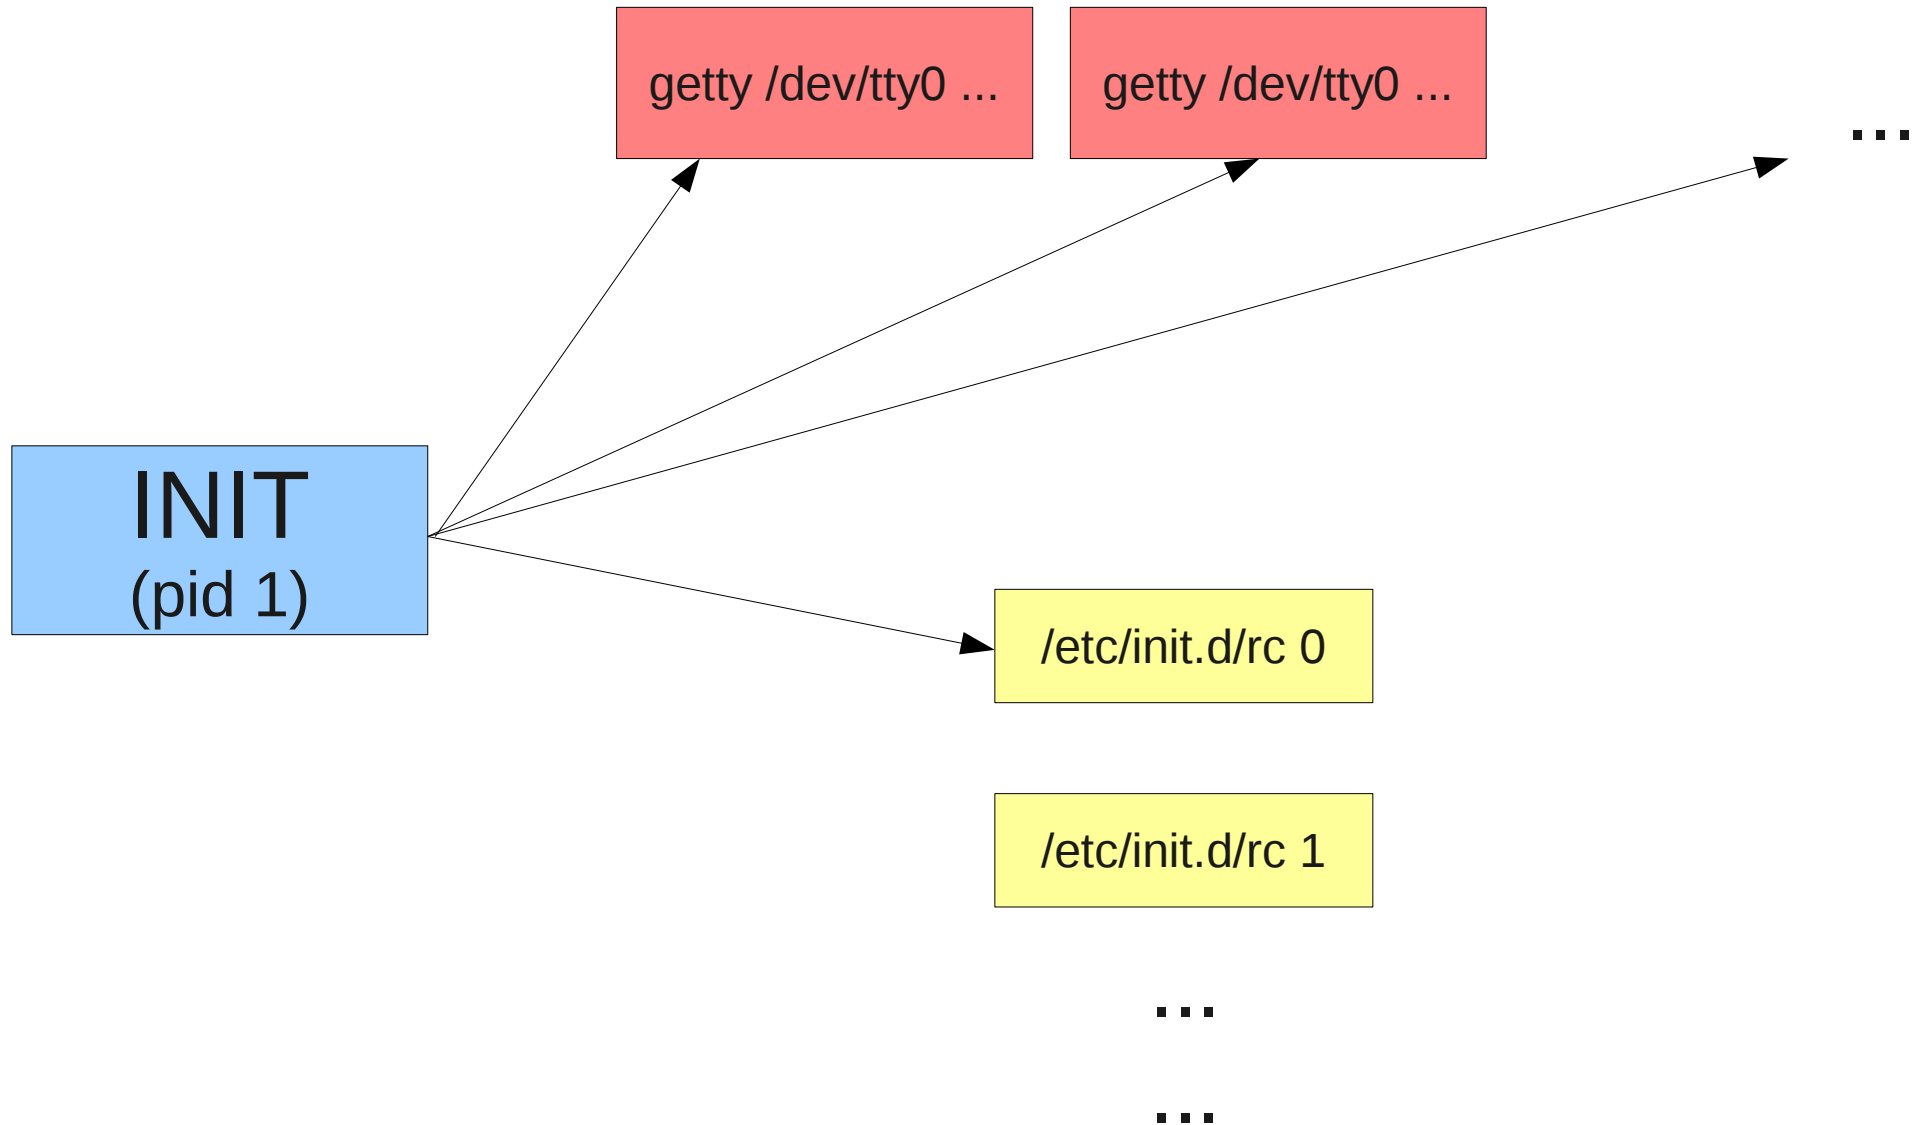 getty /dev/tty0 ...
getty /dev/tty0 ...
...
INIT
(pid 1)
/etc/init.d/rc 0
/etc/init.d/rc 1
...
...